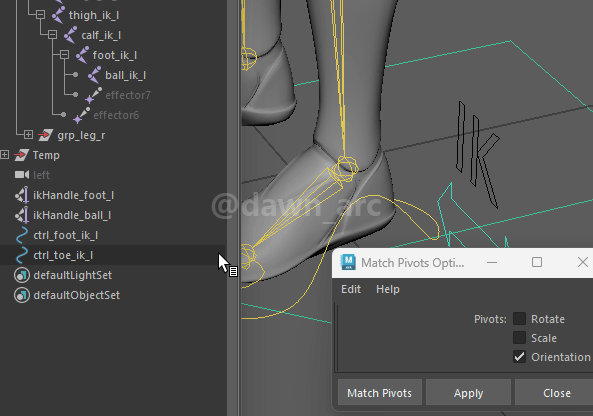 thigh_ik_l
calf_ik_l
foot_ik_l
ball_ik_l
effector7
effector6
grp_leg_r
Temp
left
ikHandle_foot_l
ikHandle_ball_l
ctrl_foot_ik_l
ctrl_toe_ik_l
defaultLightSet
defaultObjectSet
@dawn_arc
IK
Match Pivots Opti...
Edit Help
Pivots: Rotate
Scale
Orientation
Match Pivots Apply Close